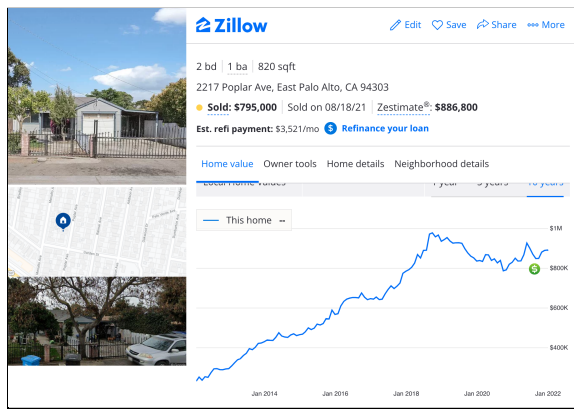 Zillow
Edit Save Share More
2 bd 1 ba 820 sqft
2217 Poplar Ave, East Palo Alto, CA 94303
Sold: $795,000 Sold on 08/18/21 Zestimate®: $886,800
Est. refi payment: $3,521/mo $ Refinance your loan
Home value Owner tools Home details Neighborhood details
Local Home Values 1 year 5 years 10 years
This home --
$1M
$800K
$
$600K
$400K
Jan 2014 Jan 2016 Jan 2018 Jan 2020 Jan 2022